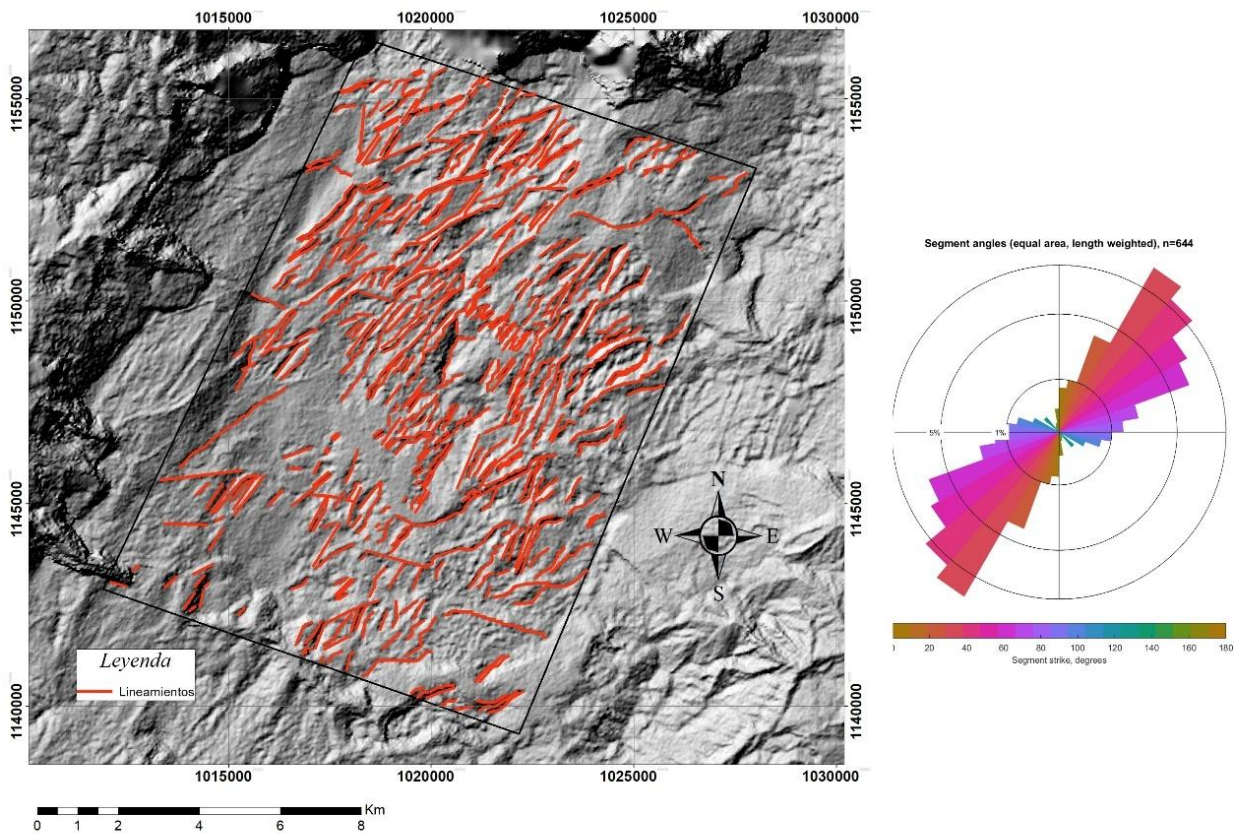 1015000 1020000 1025000 1030000
1155000 1155000
1150000 1150000
Segment angles (equal area, length weighted), n=644
5% 1%
1145000 1145000
N
W E
S
Leyenda
Lineamientos
1140000 1140000
20 40 60 80 100 120 140 160 180
Segment strike, degrees
1015000 1020000 1025000 1030000
Km
0 1 2 4 6 8